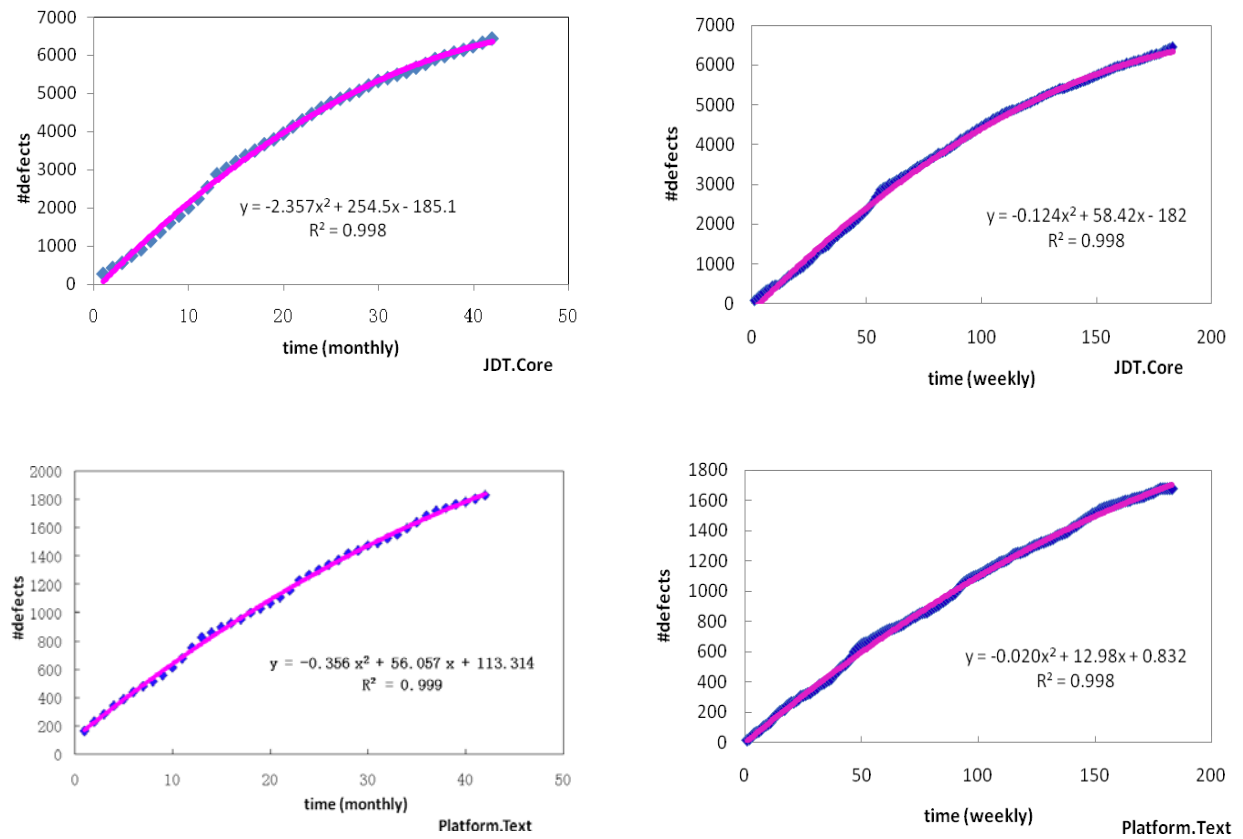 7000
6000
5000
4000
3000
2000
1000
0
#defects
y = -2.357x² + 254.5x - 185.1
R² = 0.998
0 10 20 30 40 50
time (monthly)
JDT.Core
7000
6000
5000
4000
3000
2000
1000
0
#defects
y = -0.124x² + 58.42x - 182
R² = 0.998
0 50 100 150 200
time (weekly)
JDT.Core
2000
1800
1600
1400
1200
1000
800
600
400
200
0
#defects
y = -0.356 x² + 56.057 x + 113.314
R² = 0.999
0 10 20 30 40 50
time (monthly)
Platform.Text
1800
1600
1400
1200
1000
800
600
400
200
0
#defects
y = -0.020x² + 12.98x + 0.832
R² = 0.998
0 50 100 150 200
time (weekly)
Platform.Text